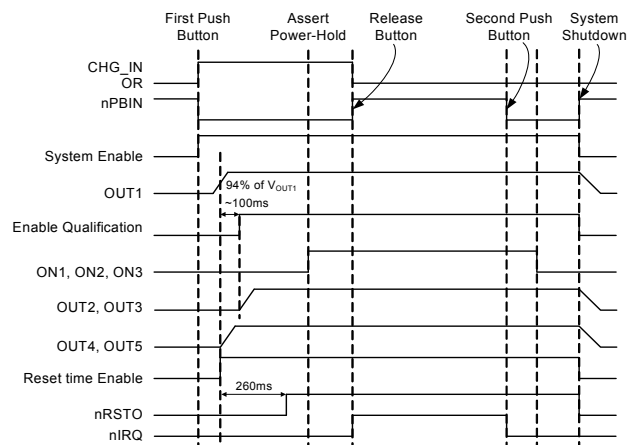 First Push
Button
Assert
Power-Hold
Release
Button
Second Push
Button
System
Shutdown
CHG_IN
OR
nPBIN
System Enable
OUT1
94% of VOUT1
~100ms
Enable Qualification
ON1, ON2, ON3
OUT2, OUT3
OUT4, OUT5
Reset time Enable
260ms
nRSTO
nIRQ